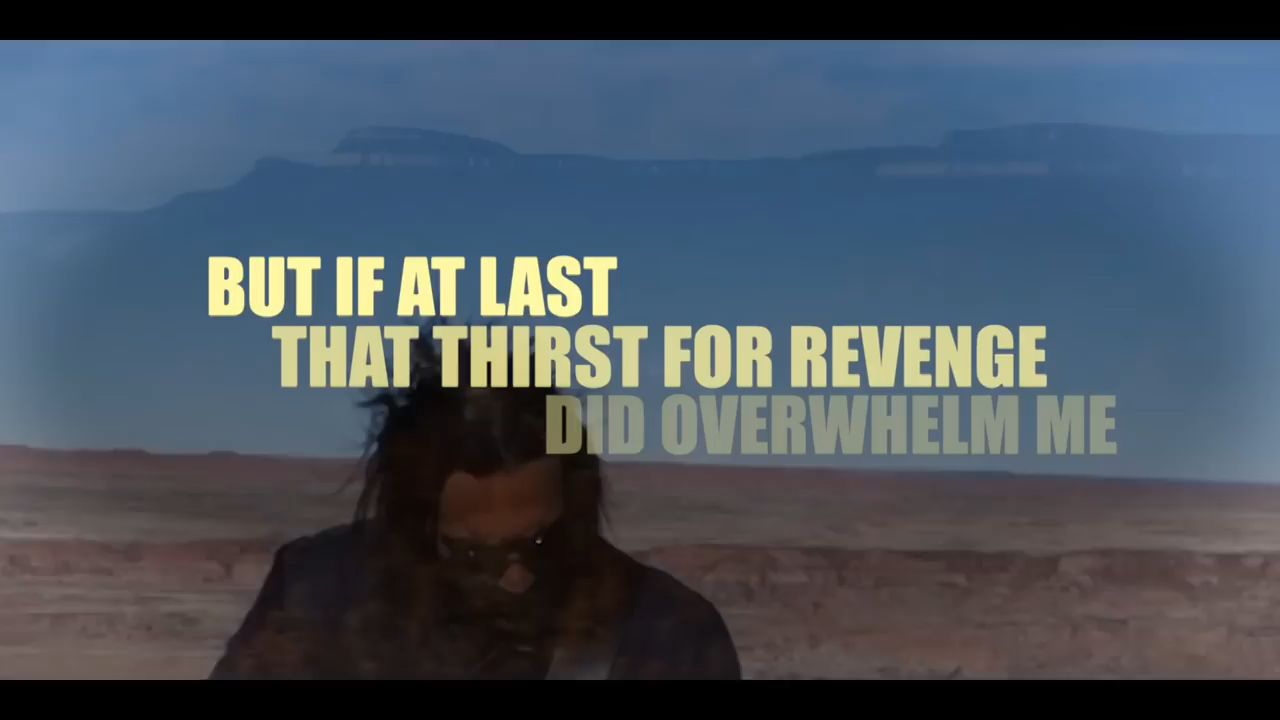 BUT IF AT LAST
THAT THIRST FOR REVENGE
DID OVERWHELM ME